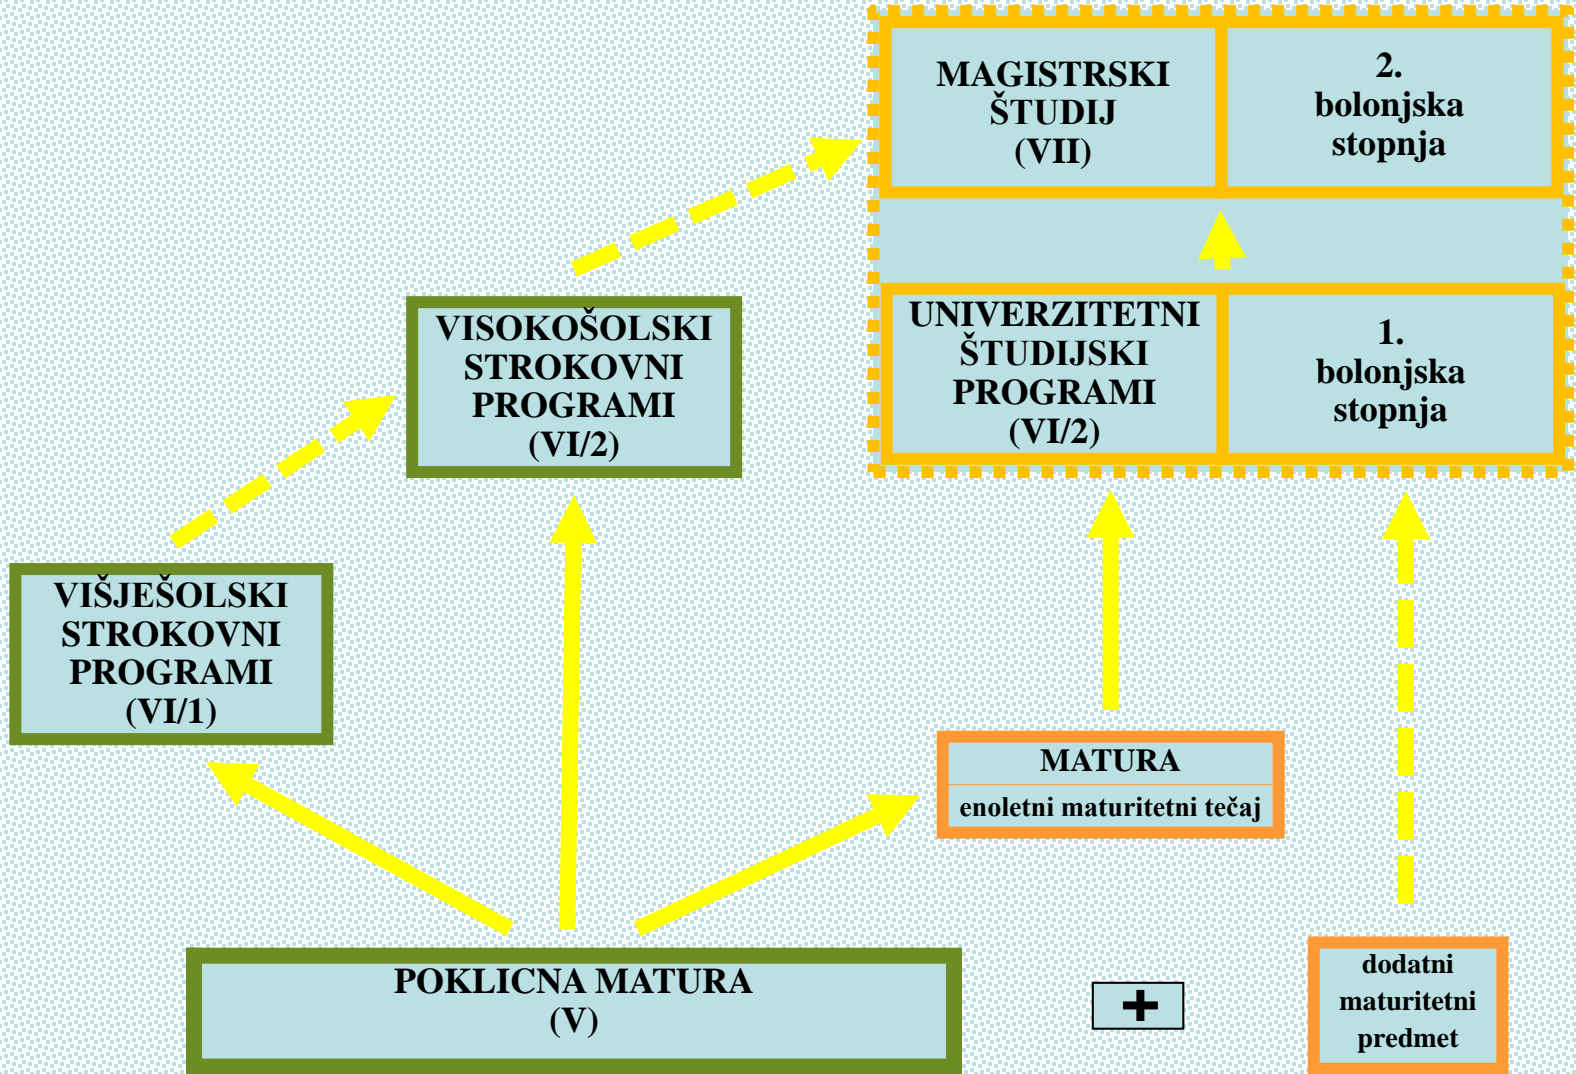 MAGISTRSKI
ŠTUDIJ
(VII)
2.
bolonjska
stopnja
VISOKOŠOLSKI
STROKOVNI
PROGRAMI
(VI/2)
UNIVERZITETNI
ŠTUDIJSKI
PROGRAMI
(VI/2)
1.
bolonjska
stopnja
VIŠJEŠOLSKI
STROKOVNI
PROGRAMI
(VI/1)
MATURA
enoletni maturitetni tečaj
POKLICNA MATURA
(V)
+
dodatni
maturitetni
predmet